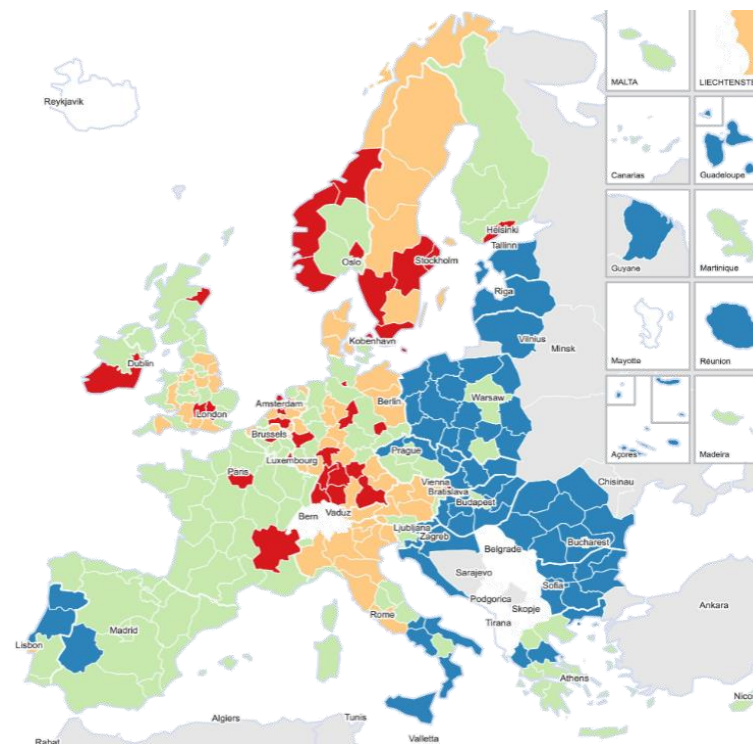 Reykjavik
MALTA
LIECHTENSTE
Canarias
Guadeloupe
Helsinki
Tallinn
Oslo
Stockholm
Guyane
Martinique
Riga
Kobenhavn
Vilnius
Minsk
Dublin
Mayotte
Réunion
Amsterdam
Berlin
Warsaw
London
Brussels
Prague
Açores
Madeira
Luxembourg
Paris
Vienna
Chisinau
Bratislava
Budapest
Bern
Vaduz
Ljubljana
Zagreb
Bucharest
Belgrade
Sarajevo
Sofia
Podgorica
Skopje
Ankara
Rome
Tirana
Madrid
Lisbon
Athens
Nico
Algiers
Tunis
Valletta
Rabat